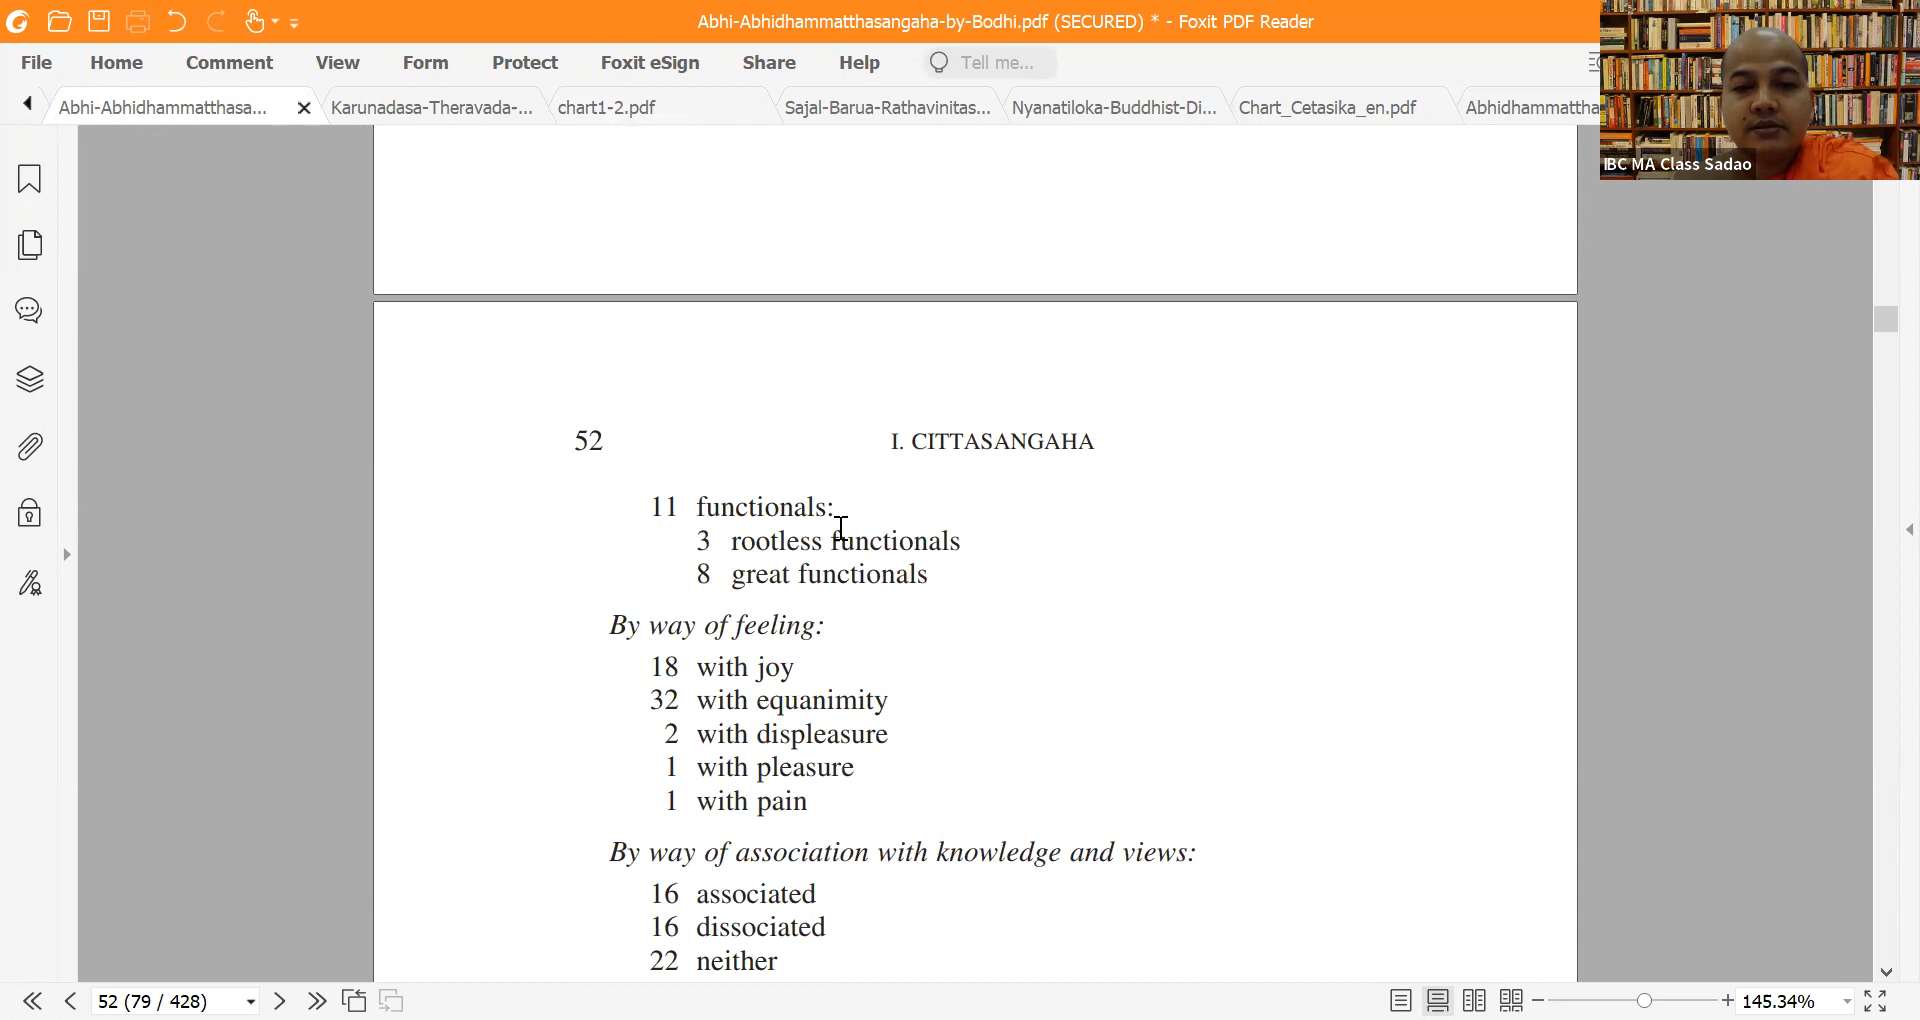 Abhi-Abhidhammatthasangaha-by-Bodhi.pdf (SECURED) * - Foxit PDF Reader
File Home Comment View Form Protect Foxit eSign Share Help Tell me...
Abhi-Abhidhammatthasa... Karunadasa-Theravada-... chart1-2.pdf Sajal-Barua-Rathavinitas... Nyanatiloka-Buddhist-Di... Chart_Cetasika_en.pdf Abhidhammattha
IBC MA Class Sadao
52 I. CITTASANGAHA
11 functionals:
3 rootless functionals
8 great functionals
By way of feeling:
18 with joy
32 with equanimity
2 with displeasure
1 with pleasure
1 with pain
By way of association with knowledge and views:
16 associated
16 dissociated
22 neither
52 (79 / 428) 145.34%